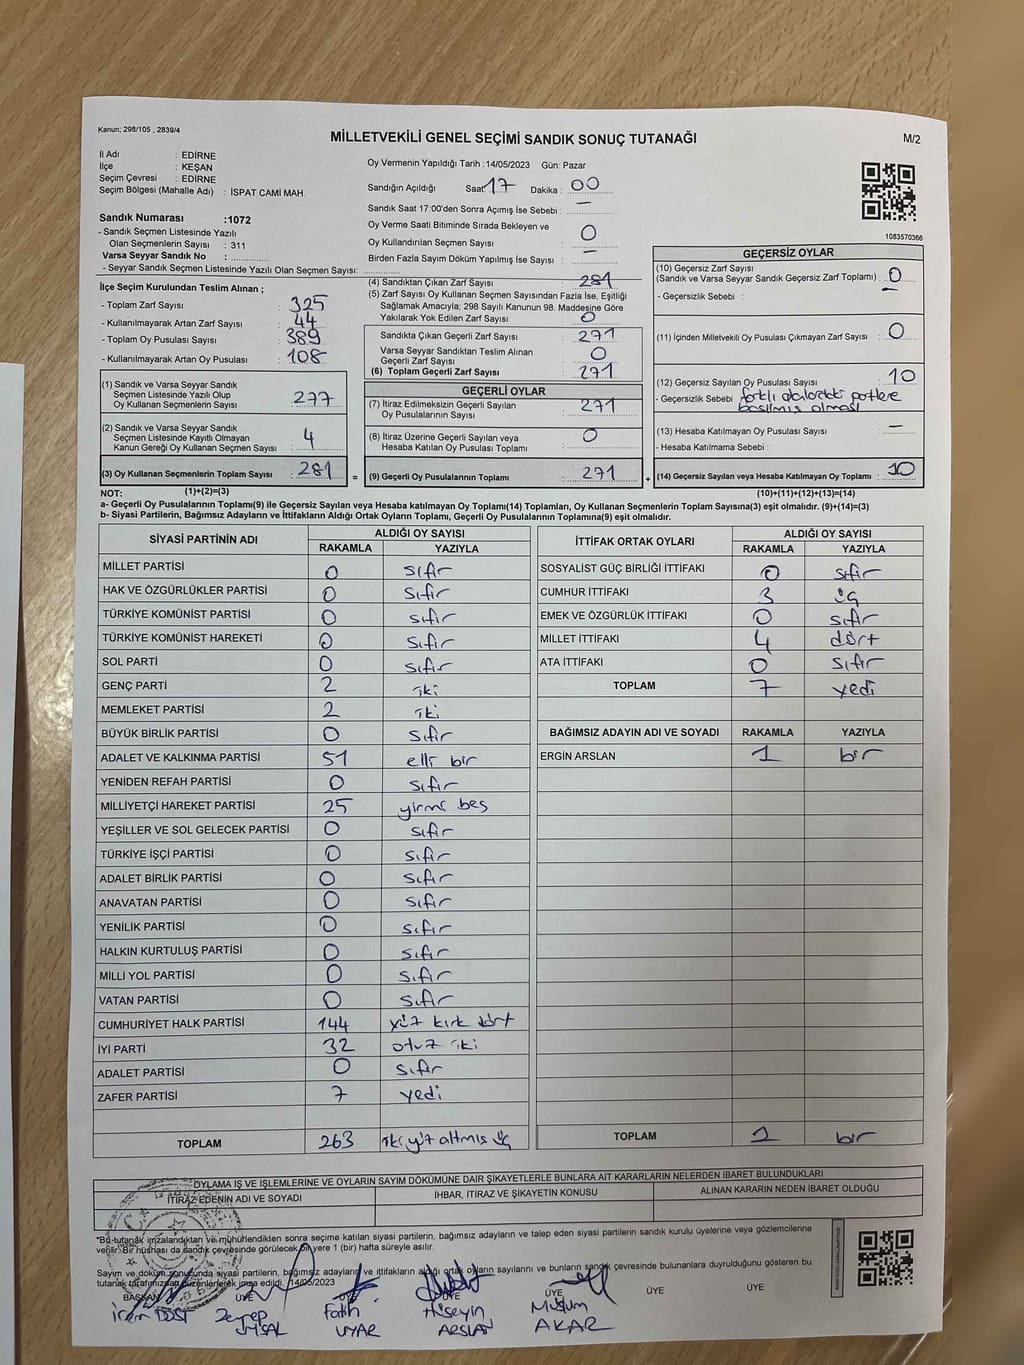 Kanun; 298/105 , 2839/4
MİLLETVEKİLİ GENEL SEÇİMİ SANDIK SONUÇ TUTANAĞI
M/2
İl Adı : EDİRNE
İlçe : KEŞAN
Seçim Çevresi : EDİRNE
Seçim Bölgesi (Mahalle Adı) : İSPAT CAMİ MAH.
Sandık Numarası :1072
- Sandık Seçmen Listesinde Yazılı
Olan Seçmenlerin Sayısı : 311
Varsa Seyyar Sandık No :
- Seyyar Sandık Seçmen Listesinde Yazılı Olan Seçmen Sayısı:
Oy Vermenin Yapıldığı Tarih :14/05/2023 Gün: Pazar
Sandığın Açıldığı Saat 17 Dakika : 00
Sandık Saat 17:00'den Sonra Açılmış İse Sebebi : —
Oy Verme Saati Bitiminde Sırada Bekleyen ve
Oy Kullandırılan Seçmen Sayısı : 0
Birden Fazla Sayım Döküm Yapılmış İse Sayısı : —
1083570366
İlçe Seçim Kurulundan Teslim Alınan ;
- Toplam Zarf Sayısı : 325
- Kullanılmayarak Artan Zarf Sayısı : 44
- Toplam Oy Pusulası Sayısı : 389
- Kullanılmayarak Artan Oy Pusulası : 108
(1) Sandık ve Varsa Seyyar Sandık
Seçmen Listesinde Yazılı Olup
Oy Kullanan Seçmenlerin Sayısı : 277
(2) Sandık ve Varsa Seyyar Sandık
Seçmen Listesinde Kayıtlı Olmayan
Kanun Gereği Oy Kullanan Seçmen Sayısı : 4
(3) Oy Kullanan Seçmenlerin Toplam Sayısı : 281
(1)+(2)=(3)
(4) Sandıktan Çıkan Zarf Sayısı : 281
(5) Zarf Sayısı Oy Kullanan Seçmen Sayısından Fazla İse, Eşitliği
Sağlamak Amacıyla; 298 Sayılı Kanunun 98. Maddesine Göre
Yakılarak Yok Edilen Zarf Sayısı : 0
Sandıkta Çıkan Geçerli Zarf Sayısı : 271
Varsa Seyyar Sandıktan Teslim Alınan
Geçerli Zarf Sayısı : 0
(6) Toplam Geçerli Zarf Sayısı : 271
GEÇERLİ OYLAR
(7) İtiraz Edilmeksizin Geçerli Sayılan
Oy Pusulalarının Sayısı : 271
(8) İtiraz Üzerine Geçerli Sayılan veya
Hesaba Katılan Oy Pusulası Toplamı : 0
= (9) Geçerli Oy Pusulalarının Toplamı : 271
GEÇERSİZ OYLAR
(10) Geçersiz Zarf Sayısı
(Sandık ve Varsa Seyyar Sandık Geçersiz Zarf Toplamı) : 0
- Geçersizlik Sebebi : —
(11) İçinden Milletvekili Oy Pusulası Çıkmayan Zarf Sayısı : 0
(12) Geçersiz Sayılan Oy Pusulası Sayısı : 10
- Geçersizlik Sebebi : farklı alanlardaki partilere
basılmış olması
(13) Hesaba Katılmayan Oy Pusulası Sayısı : —
- Hesaba Katılmama Sebebi :
+ (14) Geçersiz Sayılan veya Hesaba Katılmayan Oy Toplamı : 10
(10)+(11)+(12)+(13)=(14)
NOT:
a- Geçerli Oy Pusulalarının Toplamı(9) ile Geçersiz Sayılan veya Hesaba katılmayan Oy Toplamı(14) Toplamları, Oy Kullanan Seçmenlerin Toplam Sayısına(3) eşit olmalıdır. (9)+(14)=(3)
b- Siyasi Partilerin, Bağımsız Adayların ve İttifakların Aldığı Oy Sayıların Toplamı, Geçerli Oy Pusulalarının Toplamına(9) eşit olmalıdır.
SİYASİ PARTİNİN ADI ALDIĞI OY SAYISI
RAKAMLA YAZIYLA
MİLLET PARTİSİ 0 sıfır
HAK VE ÖZGÜRLÜKLER PARTİSİ 0 sıfır
TÜRKİYE KOMÜNİST PARTİSİ 0 sıfır
TÜRKİYE KOMÜNİST HAREKETİ 0 sıfır
SOL PARTİ 0 sıfır
GENÇ PARTİ 2 iki
MEMLEKET PARTİSİ 2 iki
BÜYÜK BİRLİK PARTİSİ 0 sıfır
ADALET VE KALKINMA PARTİSİ 51 elli bir
YENİDEN REFAH PARTİSİ 0 sıfır
MİLLİYETÇİ HAREKET PARTİSİ 25 yirmi beş
YEŞİLLER VE SOL GELECEK PARTİSİ 0 sıfır
TÜRKİYE İŞÇİ PARTİSİ 0 sıfır
ADALET BİRLİK PARTİSİ 0 sıfır
ANAVATAN PARTİSİ 0 sıfır
YENİLİK PARTİSİ 0 sıfır
HALKIN KURTULUŞ PARTİSİ 0 sıfır
MİLLİ YOL PARTİSİ 0 sıfır
VATAN PARTİSİ 0 sıfır
CUMHURİYET HALK PARTİSİ 144 yüz kırk dört
İYİ PARTİ 32 otuz iki
ADALET PARTİSİ 0 sıfır
ZAFER PARTİSİ 7 yedi
TOPLAM 263 iki yüz altmış üç
İTTİFAK ORTAK OYLARI ALDIĞI OY SAYISI
RAKAMLA YAZIYLA
SOSYALİST GÜÇ BİRLİĞİ İTTİFAKI 0 sıfır
CUMHUR İTTİFAKI 3 üç
EMEK VE ÖZGÜRLÜK İTTİFAKI 0 sıfır
MİLLET İTTİFAKI 4 dört
ATA İTTİFAKI 0 sıfır
TOPLAM 7 yedi
BAĞIMSIZ ADAYIN ADI VE SOYADI RAKAMLA YAZIYLA
ERGİN ARSLAN 1 bir
TOPLAM 1 bir
OYLAMA İŞ VE İŞLEMLERİNE VE OYLARIN SAYIM DÖKÜMÜNE DAİR ŞİKAYETLERLE BUNLARA AİT KARARLARIN NELERDEN İBARET BULUNDUKLARI
İTİRAZ EDENİN ADI VE SOYADI İHBAR, İTİRAZ VE ŞİKAYETİN KONUSU ALINAN KARARIN NEDEN İBARET OLDUĞU
"Bu tutanak imzalandıktan ve mühürlendikten sonra seçime katılan siyasi partilerin, bağımsız adayların ve talep eden siyasi partilerin sandık kurulu üyelerine veya gözlemcilerine
verilir. Bir nüshası da sandık çevresinde görülecek bir yere 1 (bir) hafta süreyle asılır.
Sayım ve döküm sonucunda siyasi partilerin, bağımsız adayların ve ittifakların aldığı ortak oyların sayılarını ve bunların sandık çevresinde bulunanlara duyrulduğunu gösteren bu
tutanak tarafımızdan düzenlenerek imza edildi. 14/05/2023
BAŞKAN ÜYE ÜYE ÜYE ÜYE ÜYE
İrem DOST Zeynep UYSAL Fatih UYAR Hüseyin ARSLAN Müslüm AKAR